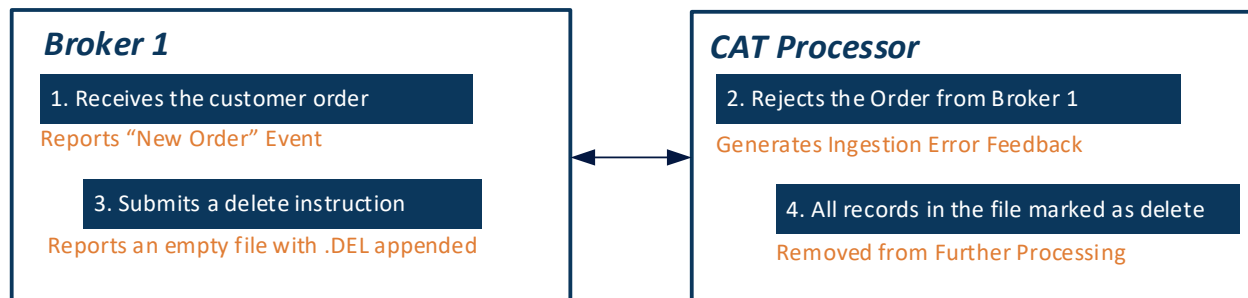 Broker 1
1. Receives the customer order
Reports “New Order” Event
3. Submits a delete instruction
Reports an empty file with .DEL appended
CAT Processor
2. Rejects the Order from Broker 1
Generates Ingestion Error Feedback
4. All records in the file marked as delete
Removed from Further Processing